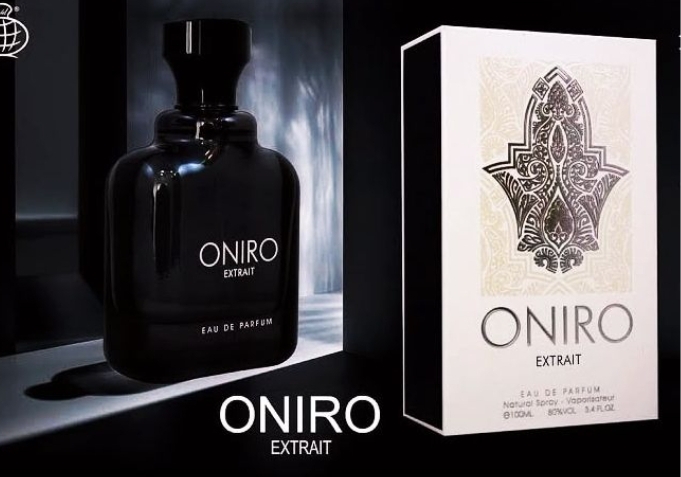 ONIRO
EXTRAIT
EAU DE PARFUM
ONIRO
EXTRAIT
ONIRO
EXTRAIT
EAU DE PARFUM
Natural Spray - Vaporisateur
℮100ML 80%VOL 3.4 FL.OZ.